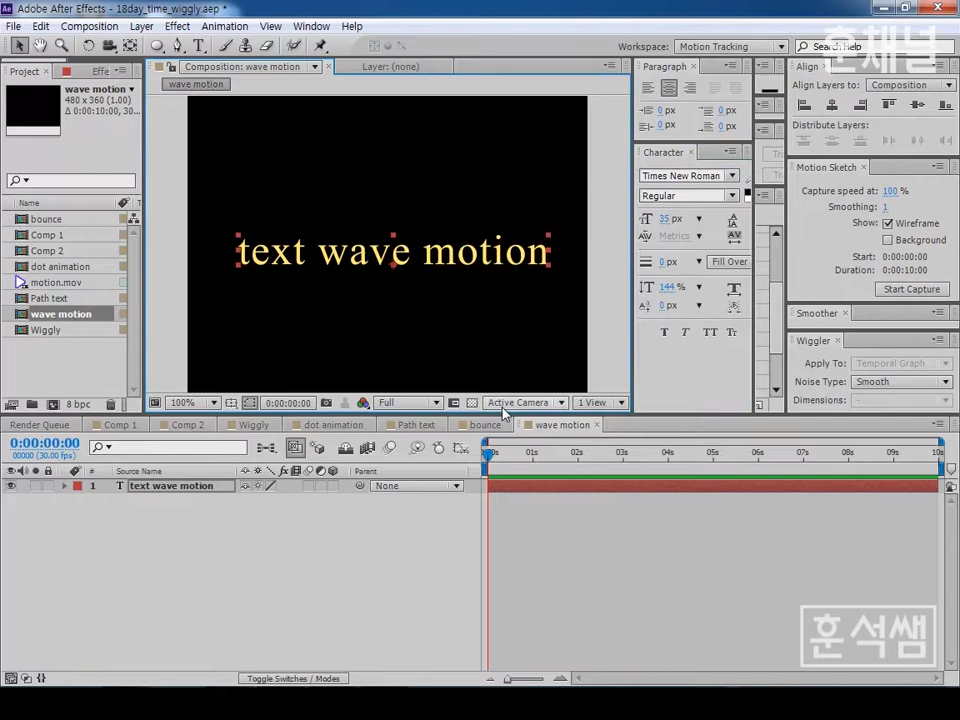 Adobe After Effects - 18day_time_wiggly.aep *
File Edit Composition Layer Effect Animation View Window Help
Workspace: Motion Tracking Search Help
훈채널
Project Effe Composition: wave motion Layer: (none) Paragraph Align
wave motion
wave motion▼
480 x 360 (1.00)
Δ 0:00:10:00, 30...
Align Layers to: Composition
0 px 0 px
0 px 0 px
Distribute Layers:
Character
Motion Sketch
Times New Roman
Regular
Capture speed at: 100 %
Smoothing: 1
Show: Wireframe
Background
Start: 0:00:00:00
Duration: 0:00:10:00
Start Capture
Name
bounce
Comp 1
Comp 2
dot animation
motion.mov
Path text
wave motion
Wiggly
text wave motion
35 px
Metrics
0 px Fill Over
144 %
0 px
T T TT Tr
Smoother
Wiggler
Apply To: Temporal Graph
Noise Type: Smooth
Dimensions: -
8 bpc
100% 0:00:00:00 Full Active Camera 1 View
Render Queue Comp 1 Comp 2 Wiggly dot animation Path text bounce wave motion
0:00:00:00
00000 (30.00 fps)
01s 02s 03s 04s 05s 06s 07s 08s 09s 10s
# Source Name Parent
1 T text wave motion None
훈석쌤
Toggle Switches / Modes